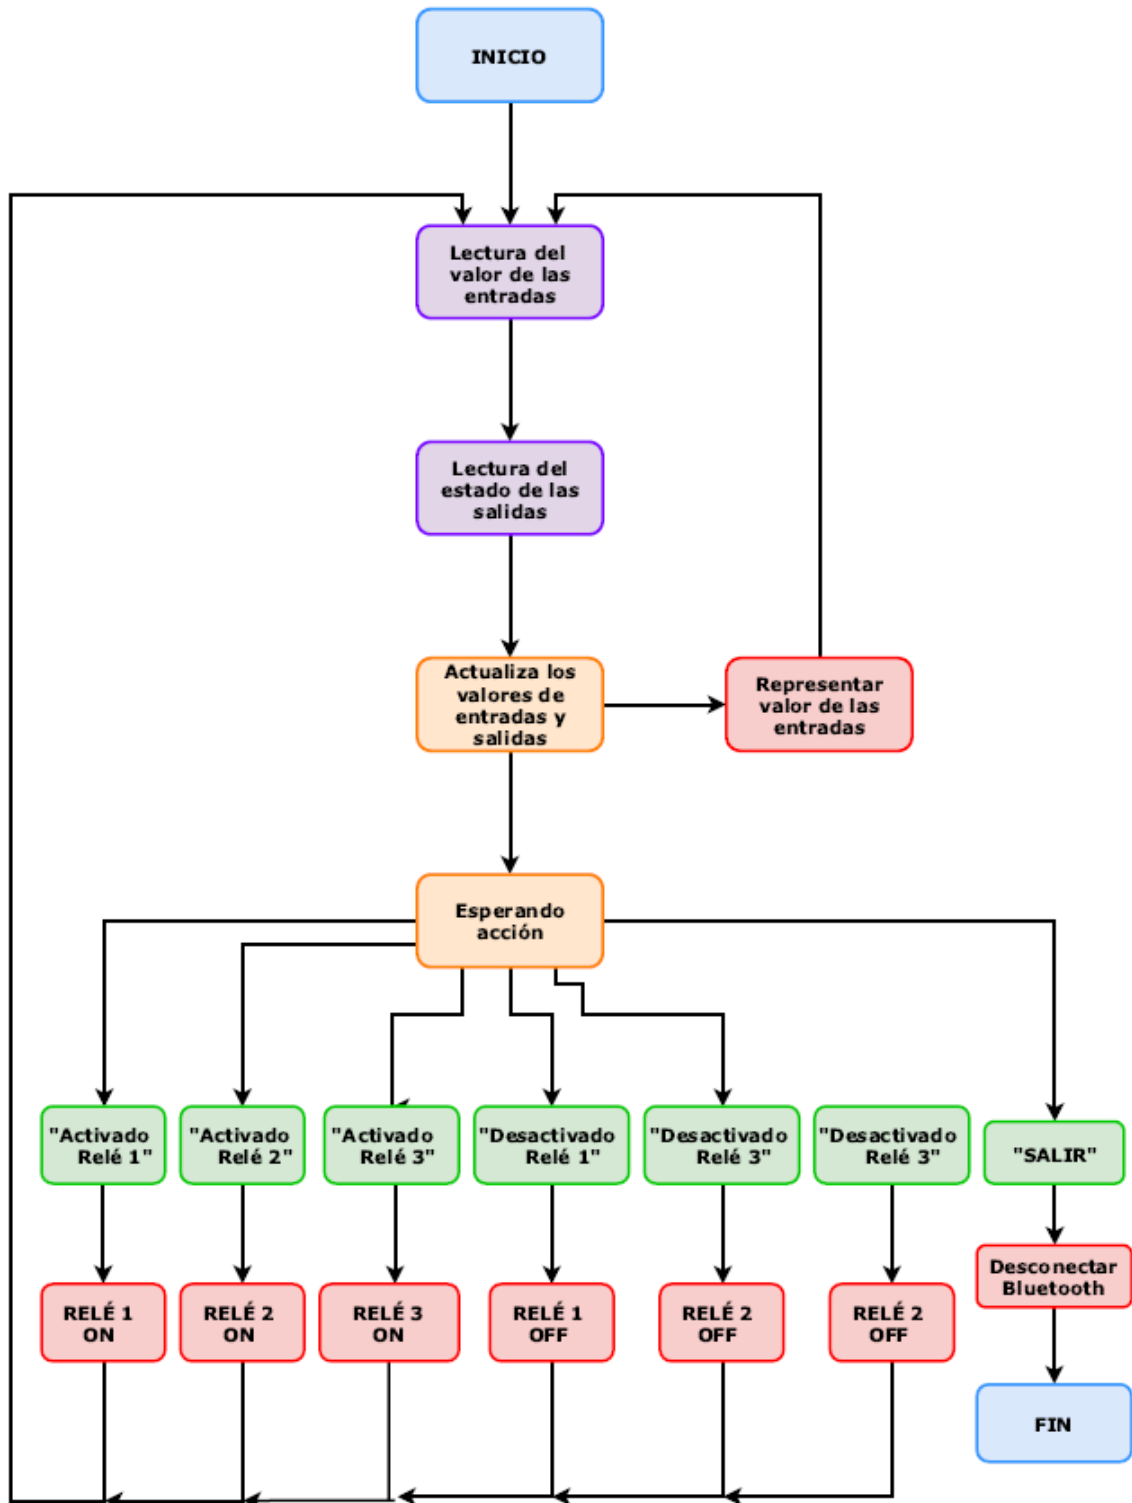 INICIO
Lectura del
valor de las
entradas
Lectura del
estado de las
salidas
Actualiza los
valores de
entradas y
salidas
Representar
valor de las
entradas
Esperando
acción
"Activado
Relé 1"
"Activado
Relé 2"
"Activado
Relé 3"
"Desactivado
Relé 1"
"Desactivado
Relé 3"
"Desactivado
Relé 3"
"SALIR"
RELÉ 1
ON
RELÉ 2
ON
RELÉ 3
ON
RELÉ 1
OFF
RELÉ 2
OFF
RELÉ 2
OFF
Desconectar
Bluetooth
FIN